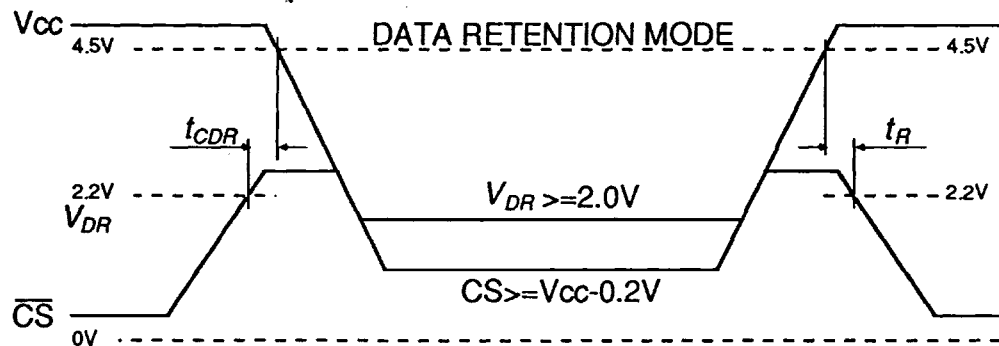 Vcc
4.5V
DATA RETENTION MODE
4.5V
tCDR
tR
2.2V
VDR
VDR >=2.0V
2.2V
CS>=Vcc-0.2V
C̅S̅
0V